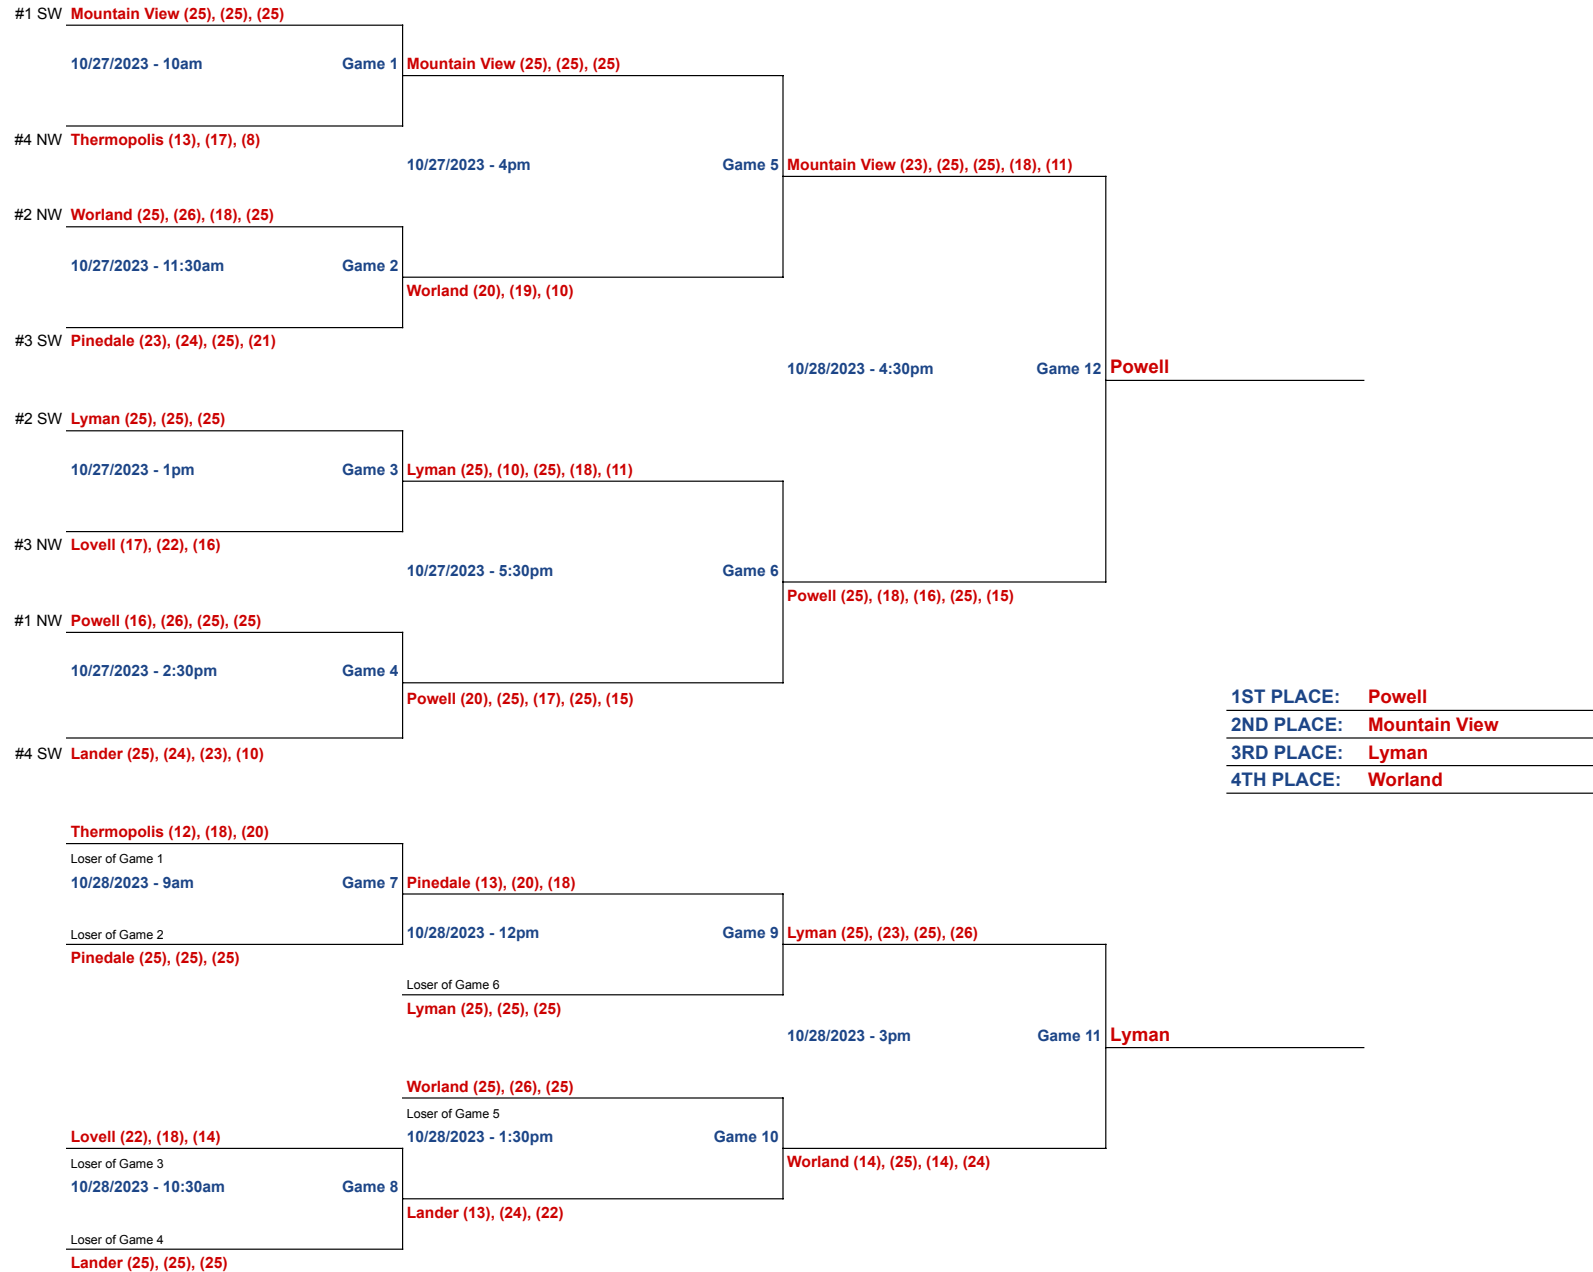 #1 SW Mountain View (25), (25), (25)
10/27/2023 - 10am Game 1 Mountain View (25), (25), (25)
#4 NW Thermopolis (13), (17), (8)
10/27/2023 - 4pm Game 5 Mountain View (23), (25), (25), (18), (11)
#2 NW Worland (25), (26), (18), (25)
10/27/2023 - 11:30am Game 2
Worland (20), (19), (10)
#3 SW Pinedale (23), (24), (25), (21)
10/28/2023 - 4:30pm Game 12 Powell
#2 SW Lyman (25), (25), (25)
10/27/2023 - 1pm Game 3 Lyman (25), (10), (25), (18), (11)
#3 NW Lovell (17), (22), (16)
10/27/2023 - 5:30pm Game 6
Powell (25), (18), (16), (25), (15)
#1 NW Powell (16), (26), (25), (25)
10/27/2023 - 2:30pm Game 4
Powell (20), (25), (17), (25), (15)
1ST PLACE: Powell
2ND PLACE: Mountain View
#4 SW Lander (25), (24), (23), (10)
3RD PLACE: Lyman
4TH PLACE: Worland
Thermopolis (12), (18), (20)
Loser of Game 1
10/28/2023 - 9am Game 7 Pinedale (13), (20), (18)
Loser of Game 2
10/28/2023 - 12pm Game 9 Lyman (25), (23), (25), (26)
Pinedale (25), (25), (25)
Loser of Game 6
Lyman (25), (25), (25)
10/28/2023 - 3pm Game 11 Lyman
Worland (25), (26), (25)
Loser of Game 5
Lovell (22), (18), (14)
10/28/2023 - 1:30pm Game 10
Loser of Game 3
Worland (14), (25), (14), (24)
10/28/2023 - 10:30am Game 8
Lander (13), (24), (22)
Loser of Game 4
Lander (25), (25), (25)